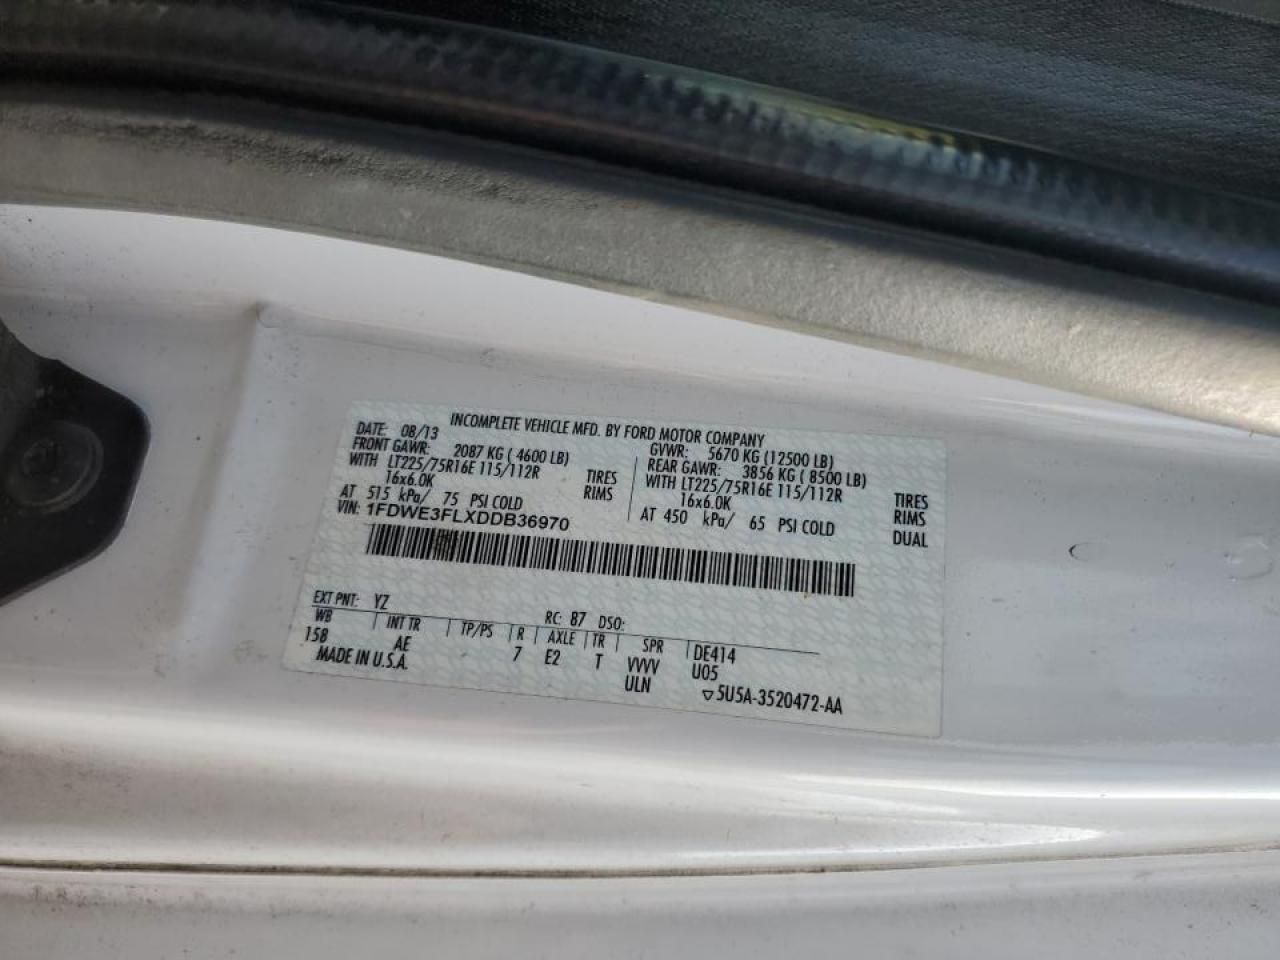 INCOMPLETE VEHICLE MFD. BY FORD MOTOR COMPANY
DATE: 08/13 GVWR: 5670 KG (12500 LB)
FRONT GAWR: 2087 KG ( 4600 LB) REAR GAWR: 3856 KG ( 8500 LB)
WITH LT225/75R16E 115/112R TIRES WITH LT225/75R16E 115/112R TIRES
16x6.0K RIMS 16x6.0K RIMS
AT 515 kPa/ 75 PSI COLD AT 450 kPa/ 65 PSI COLD DUAL
VIN: 1FDWE3FLXDDB36970
EXT PNT: YZ RC: 87 DSO:
WB INT TR TP/PS R AXLE TR SPR DE414
158 AE 7 E2 T VVVV U05
MADE IN U.S.A. ULN ▽5U5A-3520472-AA